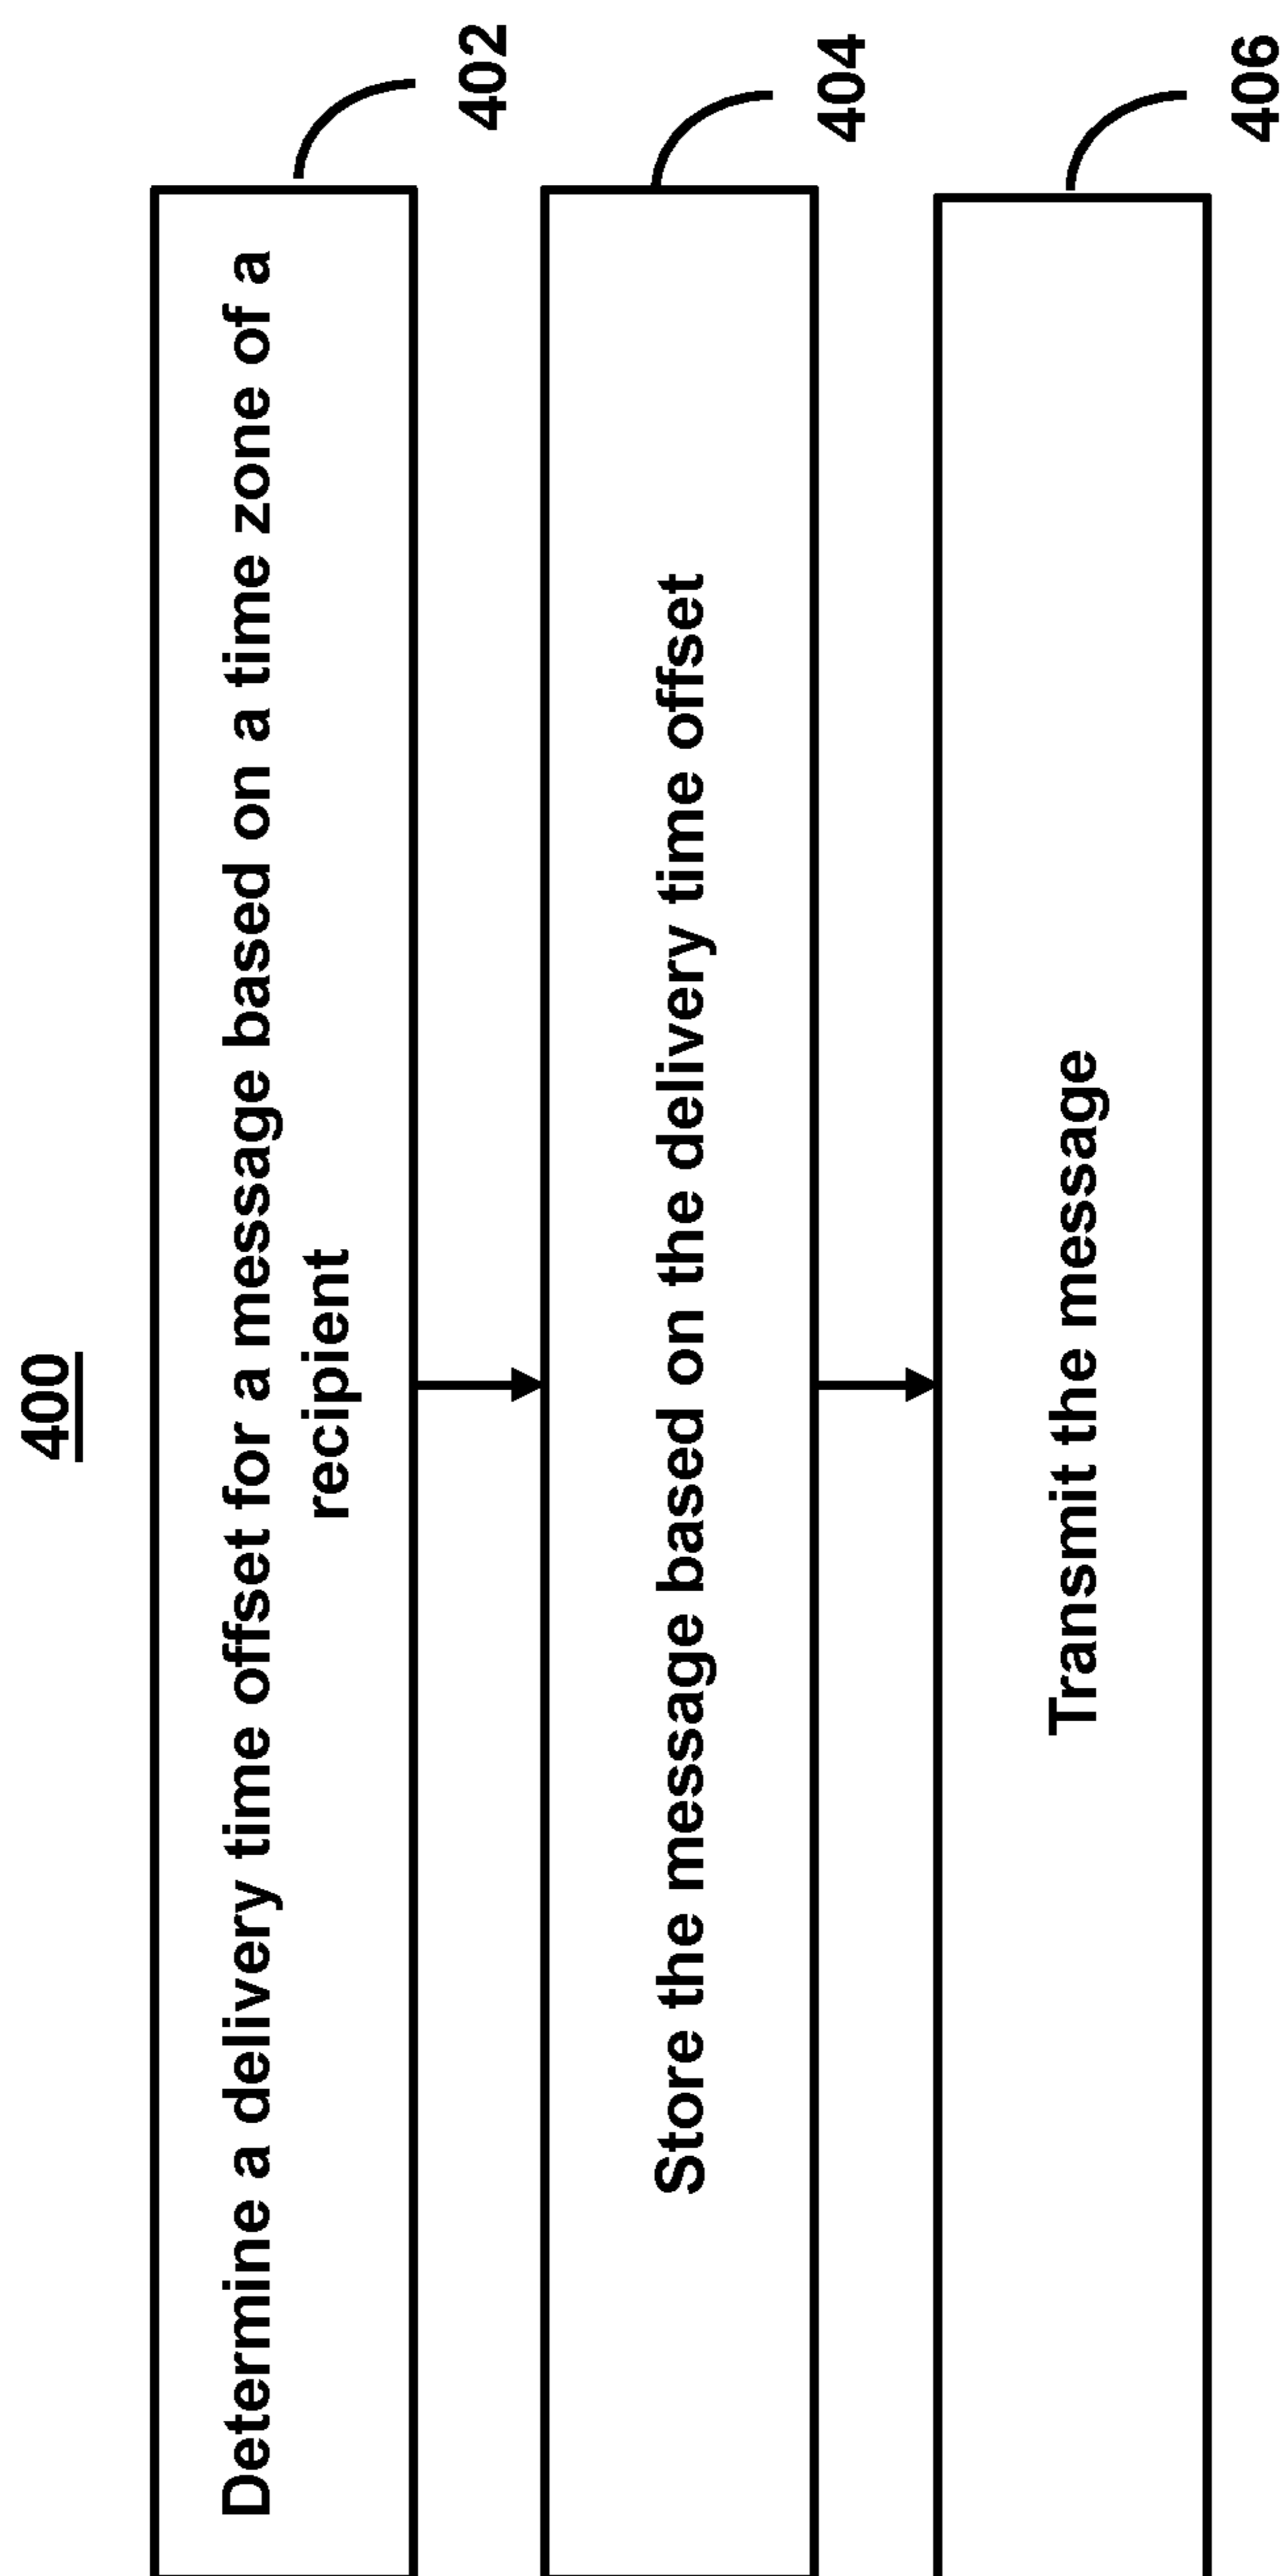 400
Determine a delivery time offset for a message based on a time zone of a
recipient
402
Store the message based on the delivery time offset
404
Transmit the message
406